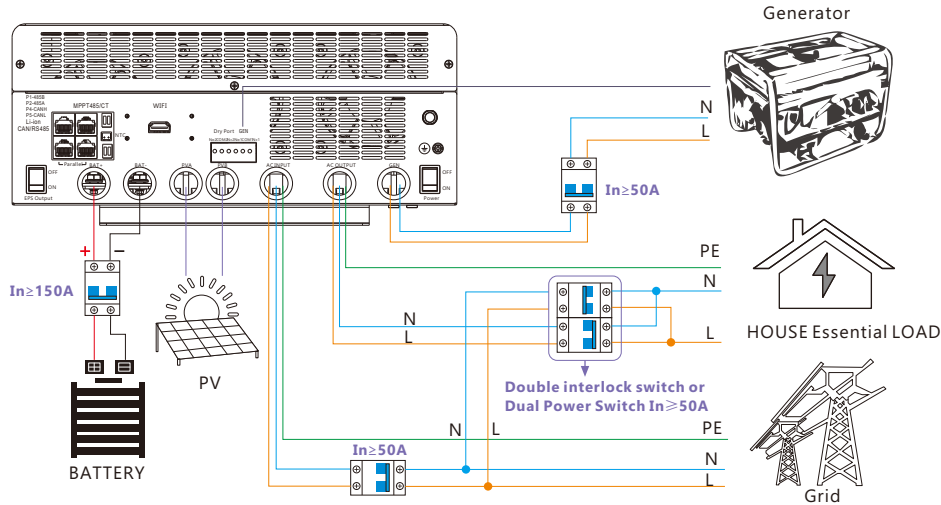 Generator
P1-485B
P2-485A
P4-CANH
P5-CANL
Li-ion
CAN/RS485
MPPT485/CT
WIFI
NTC
Dry Port GEN
Parallel
BAT+
BAT-
PVA
PVB
AC INPUT
AC OUTPUT
GEN
OFF
ON
EPS Output
OFF
ON
Power
N
L
In≥50A
+
−
In≥150A
PE
N
N
L
L
HOUSE Essential LOAD
PV
Double interlock switch or
Dual Power Switch In≥50A
N
L
PE
In≥50A
N
L
BATTERY
Grid